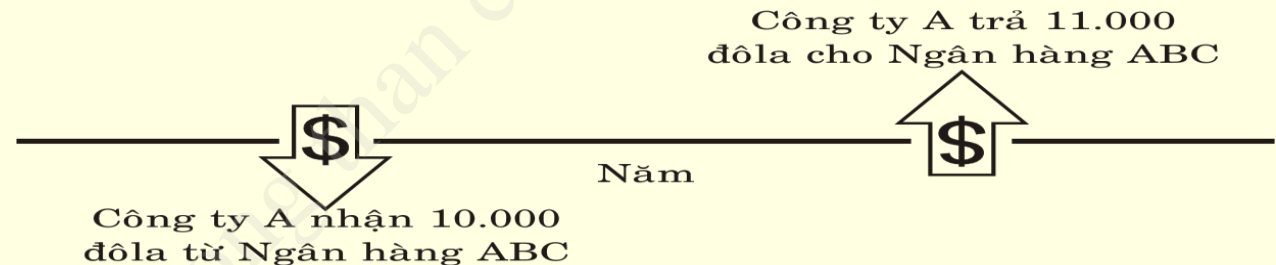 Công ty A trả 11.000
đôla cho Ngân hàng ABC
$
$
Năm
Công ty A nhận 10.000
đôla từ Ngân hàng ABC